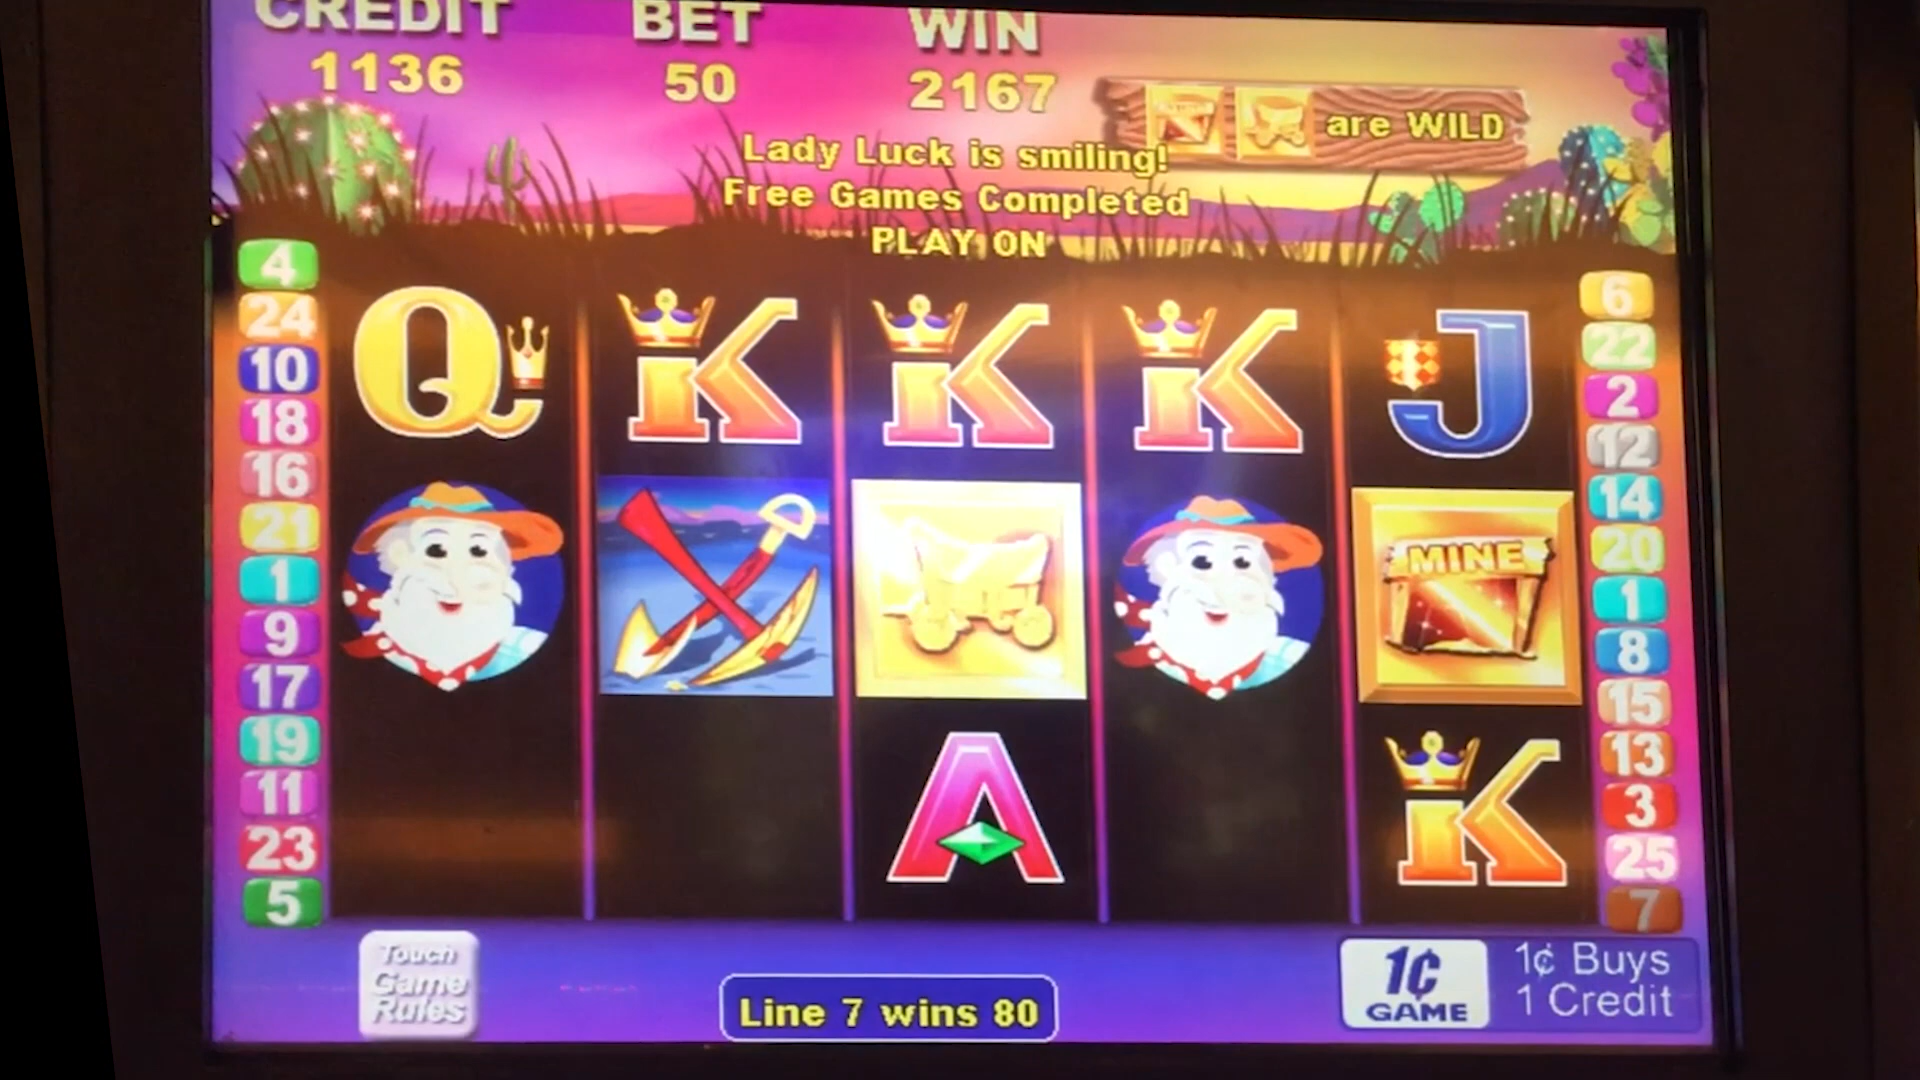 CREDIT BET WIN
1136 50 2167
are WILD
Lady Luck is smiling!
Free Games Completed
PLAY ON
4
24
10
18
16
21
1
9
17
19
11
23
5
Q K K K J
MINE
A K
6
22
2
12
14
20
1
8
15
13
3
25
7
Touch
Game
Rules
Line 7 wins 80
1¢
GAME
1¢ Buys
1 Credit